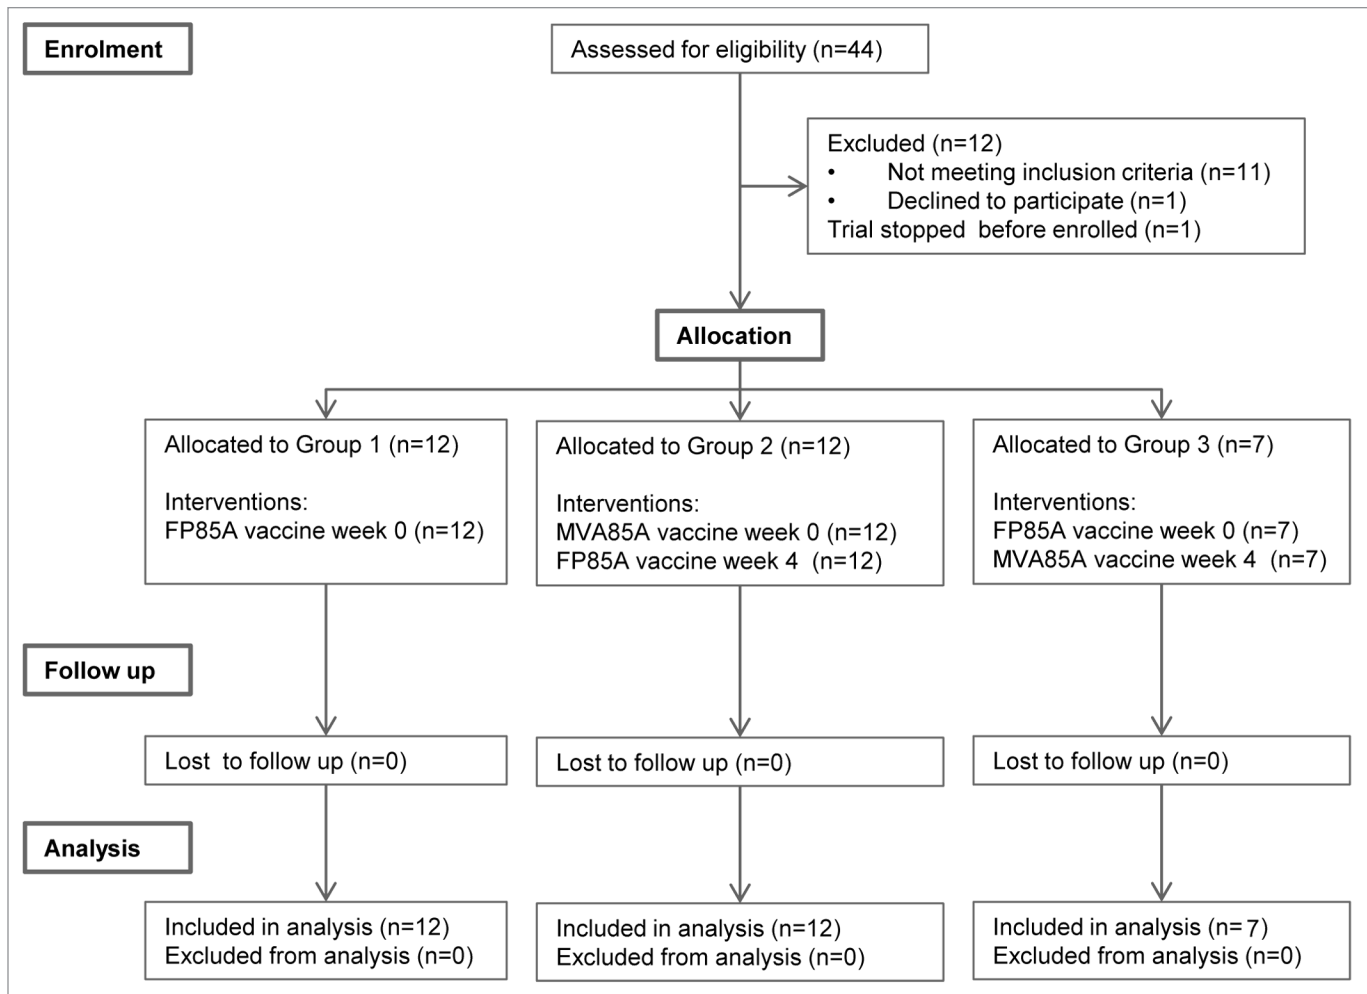 Enrolment
Assessed for eligibility (n=44)
Excluded (n=12)
• Not meeting inclusion criteria (n=11)
• Declined to participate (n=1)
Trial stopped  before enrolled (n=1)
Allocation
Allocated to Group 1 (n=12)
Interventions:
FP85A vaccine week 0 (n=12)
Allocated to Group 2 (n=12)
Interventions:
MVA85A vaccine week 0 (n=12)
FP85A vaccine week 4  (n=12)
Allocated to Group 3 (n=7)
Interventions:
FP85A vaccine week 0 (n=7)
MVA85A vaccine week 4  (n=7)
Follow up
Lost  to follow up (n=0)
Lost to follow up (n=0)
Lost to follow up (n=0)
Analysis
Included in analysis (n=12)
Excluded from analysis (n=0)
Included in analysis (n=12)
Excluded from analysis (n=0)
Included in analysis (n=7)
Excluded from analysis (n=0)